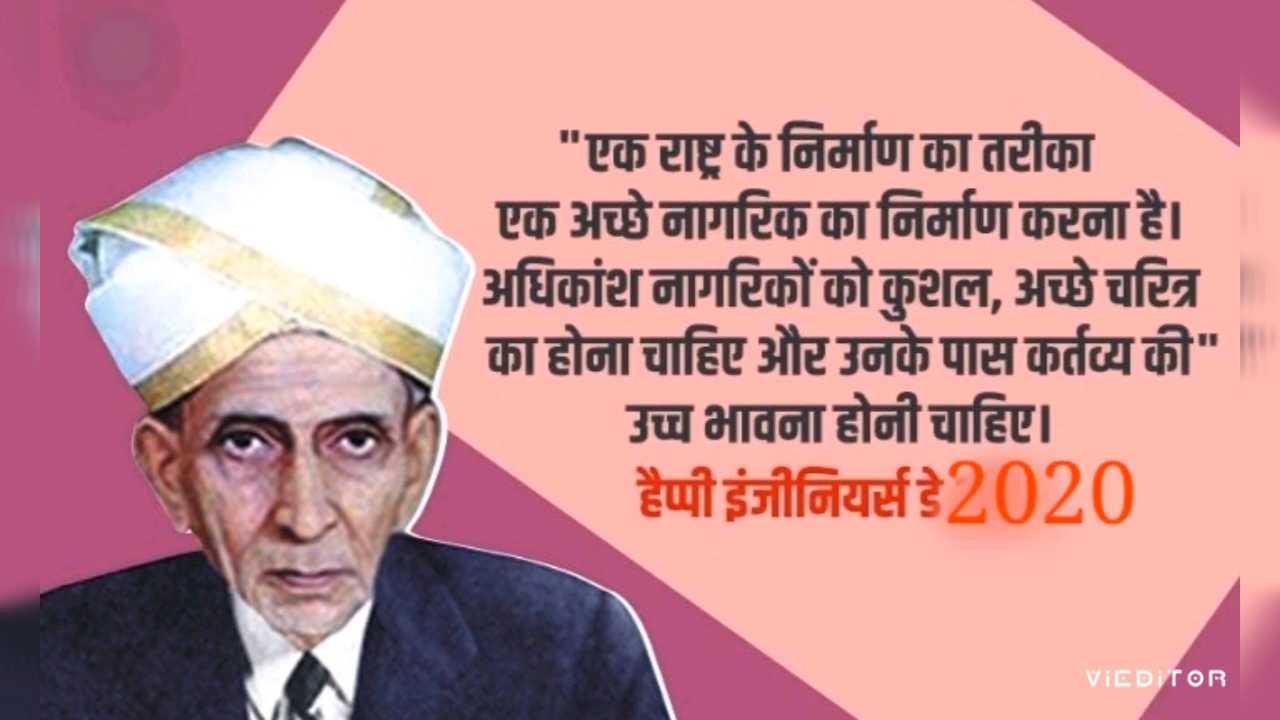 "एक राष्ट्र के निर्माण का तरीका
एक अच्छे नागरिक का निर्माण करना है।
अधिकांश नागरिकों को कुशल, अच्छे चरित्र
का होना चाहिए और उनके पास कर्तव्य की"
उच्च भावना होनी चाहिए।
हैप्पी इंजीनियर्स डे 2020
ViEDiTOR